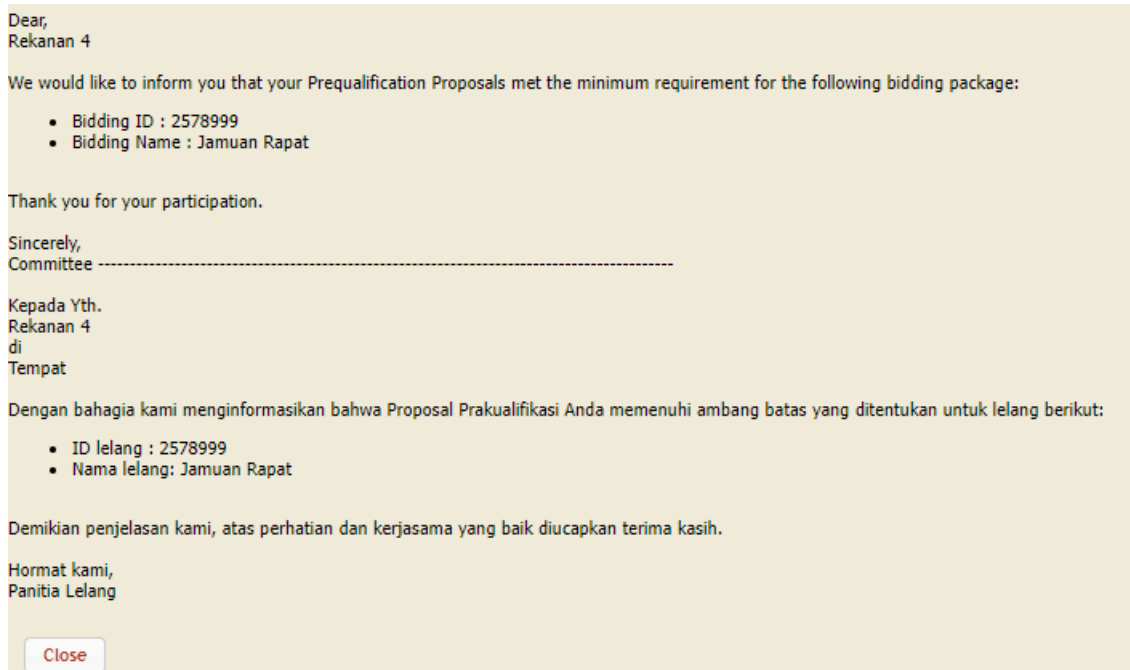 Dear,
Rekanan 4
We would like to inform you that your Prequalification Proposals met the minimum requirement for the following bidding package:
• Bidding ID : 2578999
• Bidding Name : Jamuan Rapat
Thank you for your participation.
Sincerely,
Committee ------------------------------------------------------------------------------------------
Kepada Yth.
Rekanan 4
di
Tempat
Dengan bahagia kami menginformasikan bahwa Proposal Prakualifikasi Anda memenuhi ambang batas yang ditentukan untuk lelang berikut:
• ID lelang : 2578999
• Nama lelang: Jamuan Rapat
Demikian penjelasan kami, atas perhatian dan kerjasama yang baik diucapkan terima kasih.
Hormat kami,
Panitia Lelang
Close